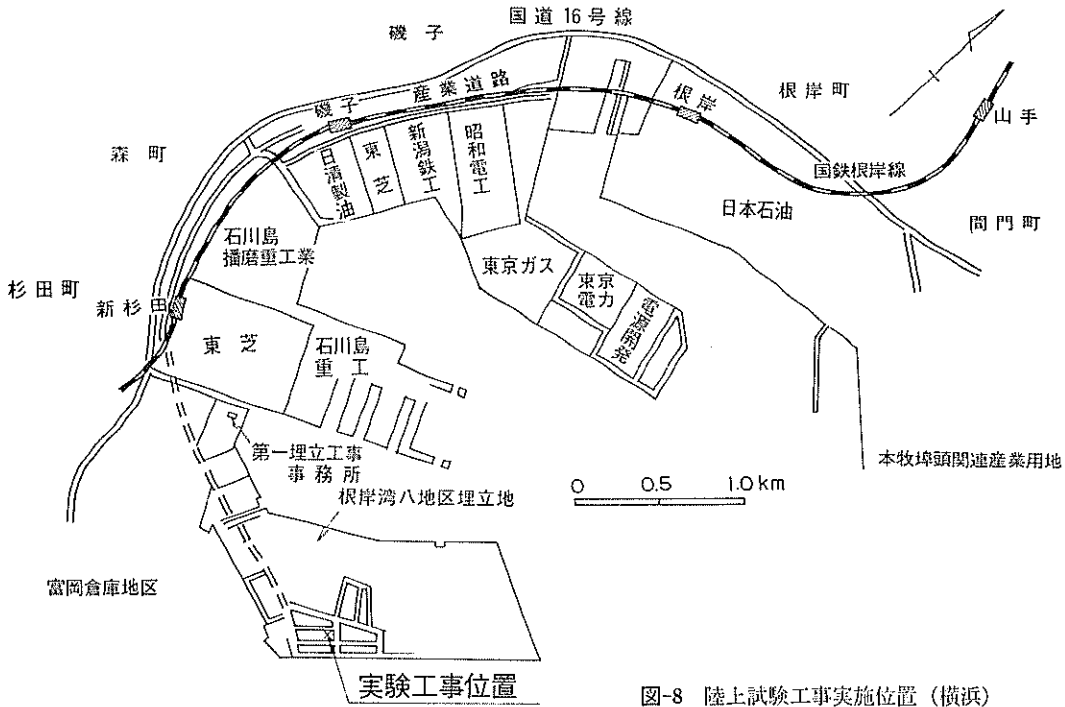 国道16号線
磯子
根岸町
産業道路
根岸
山手
磯子
森町
日清製油
東芝
新潟鉄工
昭和電工
国鉄根岸線
日本石油
間門町
石川島
播磨重工業
東京ガス
東京
電力
電源開発
杉田町
新杉田
東芝
石川島
重工
第一埋立工事
事務所
根岸湾八地区埋立地
本牧埠頭関連産業用地
0 0.5 1.0km
富岡倉庫地区
実験工事位置
図-8 陸上試験工事実施位置（横浜）